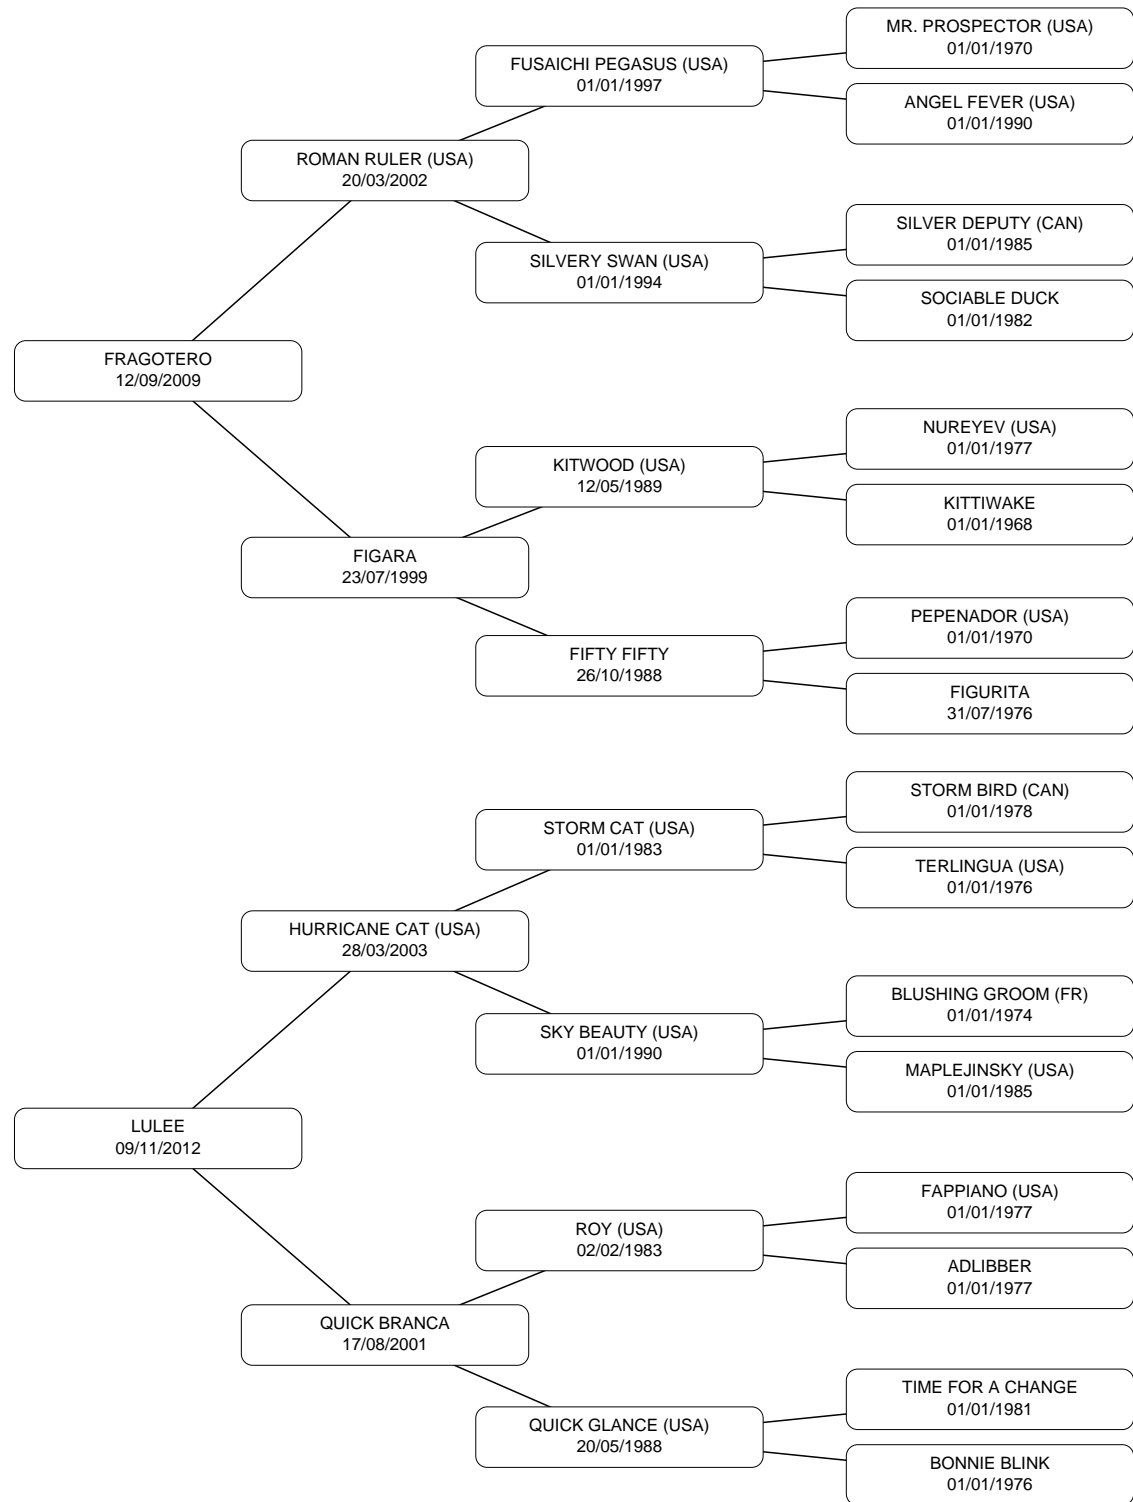 MR. PROSPECTOR (USA)
01/01/1970
FUSAICHI PEGASUS (USA)
01/01/1997
ANGEL FEVER (USA)
01/01/1990
ROMAN RULER (USA)
20/03/2002
SILVER DEPUTY (CAN)
01/01/1985
SILVERY SWAN (USA)
01/01/1994
SOCIABLE DUCK
01/01/1982
FRAGOTERO
12/09/2009
NUREYEV (USA)
01/01/1977
KITWOOD (USA)
12/05/1989
KITTIWAKE
01/01/1968
FIGARA
23/07/1999
PEPENADOR (USA)
01/01/1970
FIFTY FIFTY
26/10/1988
FIGURITA
31/07/1976
STORM BIRD (CAN)
01/01/1978
STORM CAT (USA)
01/01/1983
TERLINGUA (USA)
01/01/1976
HURRICANE CAT (USA)
28/03/2003
BLUSHING GROOM (FR)
01/01/1974
SKY BEAUTY (USA)
01/01/1990
MAPLEJINSKY (USA)
01/01/1985
LULEE
09/11/2012
FAPPIANO (USA)
01/01/1977
ROY (USA)
02/02/1983
ADLIBBER
01/01/1977
QUICK BRANCA
17/08/2001
TIME FOR A CHANGE
01/01/1981
QUICK GLANCE (USA)
20/05/1988
BONNIE BLINK
01/01/1976